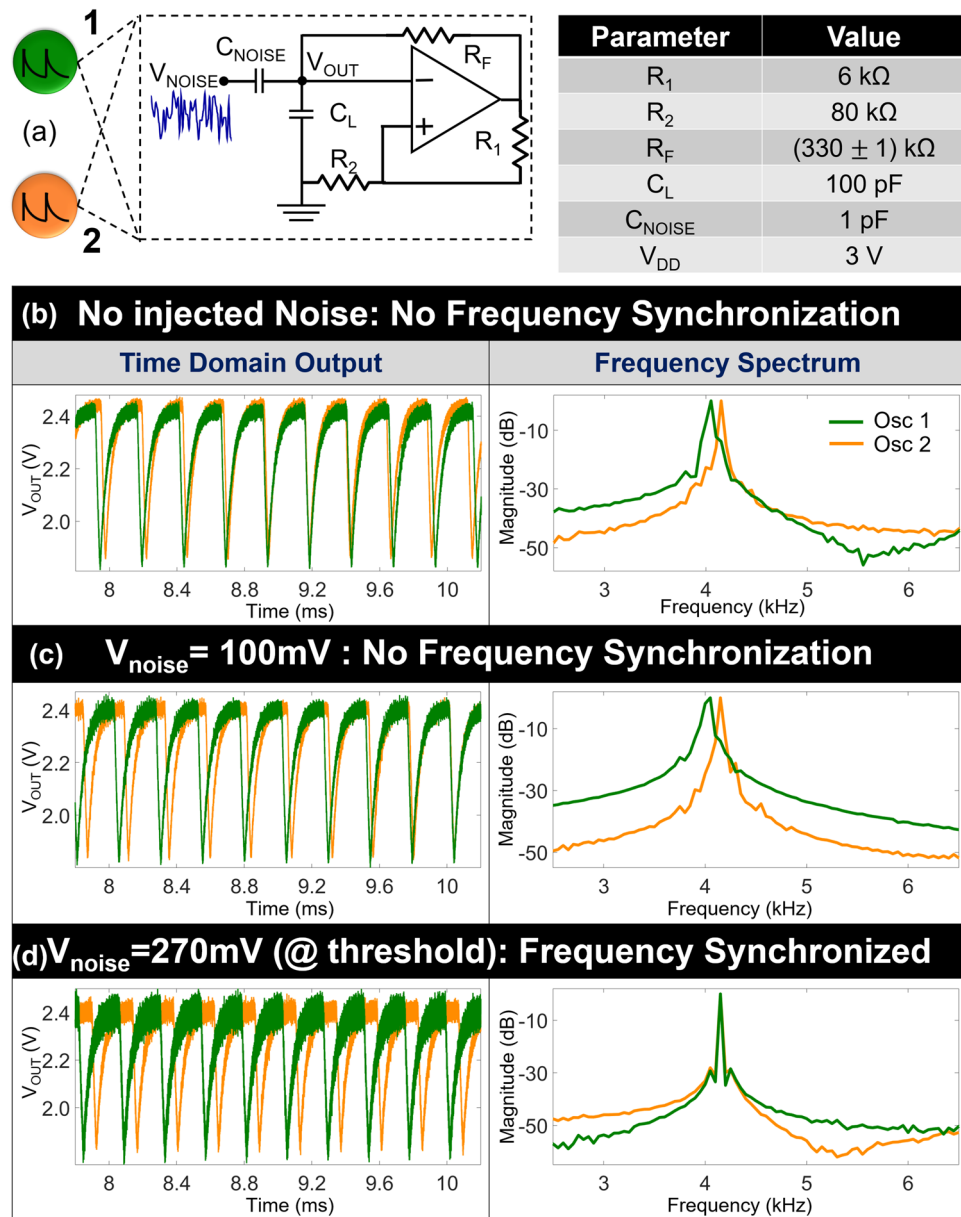 1
(a)
2
C_NOISE
V_NOISE
V_OUT
R_F
C_L
R_1
R_2
−
+
Parameter Value
R_1 6 kΩ
R_2 80 kΩ
R_F (330 ± 1) kΩ
C_L 100 pF
C_NOISE 1 pF
V_DD 3 V
(b) No injected Noise: No Frequency Synchronization
Time Domain Output Frequency Spectrum
V_OUT (V)
2.4
2.2
2.0
8 8.4 8.8 9.2 9.6 10
Time (ms)
Magnitude (dB)
-10
-30
-50
3 4 5 6
Frequency (kHz)
Osc 1
Osc 2
(c) V_noise= 100mV : No Frequency Synchronization
V_OUT (V)
2.4
2.2
2.0
8 8.4 8.8 9.2 9.6 10
Time (ms)
Magnitude (dB)
-10
-30
-50
3 4 5 6
Frequency (kHz)
(d)V_noise=270mV (@ threshold): Frequency Synchronized
V_OUT (V)
2.4
2.2
2.0
8 8.4 8.8 9.2 9.6 10
Time (ms)
Magnitude (dB)
-10
-30
-50
3 4 5 6
Frequency (kHz)